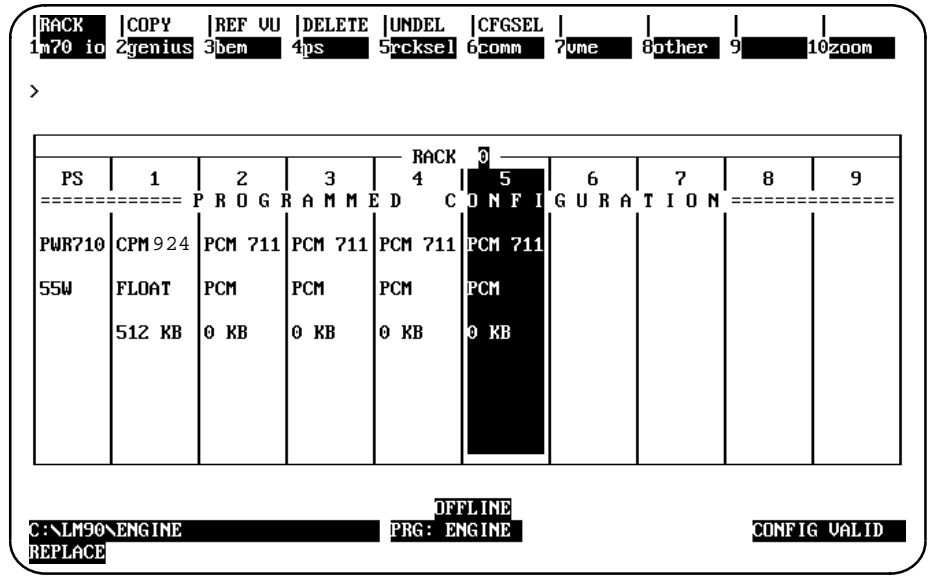 |RACK |COPY |REF VU |DELETE |UNDEL |CFGSEL | | | |
1m70 io 2genius 3bem 4ps 5rcksel 6comm 7vme 8other 9 10zoom
>
RACK 0
PS 1 2 3 4 5 6 7 8 9
====== ======= P R O G R A M M E D C O N F I G U R A T I O N ===============
PWR710 CPM 924 PCM 711 PCM 711 PCM 711 PCM 711
55W FLOAT PCM PCM PCM PCM
512 KB 0 KB 0 KB 0 KB 0 KB
OFFLINE
C:\LM90\ENGINE PRG: ENGINE CONFIG VALID
REPLACE